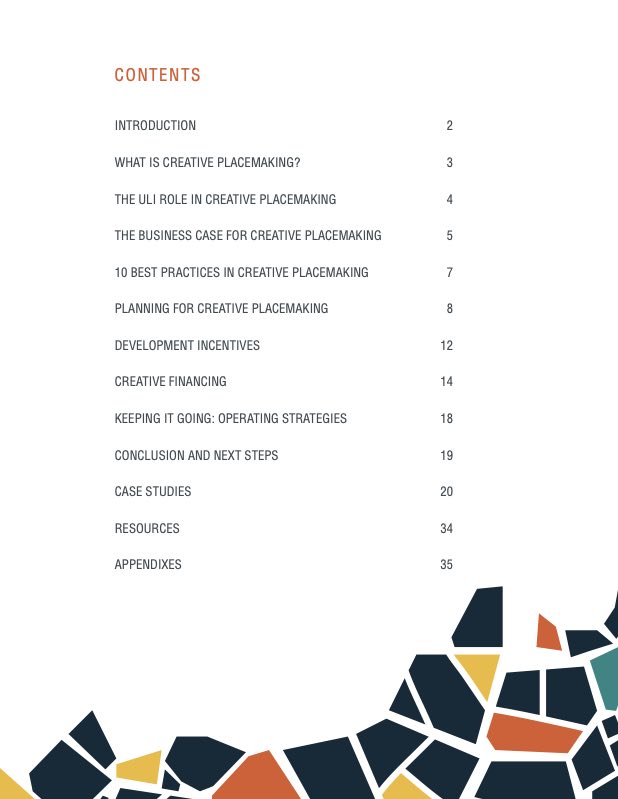 CONTENTS
INTRODUCTION 2
WHAT IS CREATIVE PLACEMAKING? 3
THE ULI ROLE IN CREATIVE PLACEMAKING 4
THE BUSINESS CASE FOR CREATIVE PLACEMAKING 5
10 BEST PRACTICES IN CREATIVE PLACEMAKING 7
PLANNING FOR CREATIVE PLACEMAKING 8
DEVELOPMENT INCENTIVES 12
CREATIVE FINANCING 14
KEEPING IT GOING: OPERATING STRATEGIES 18
CONCLUSION AND NEXT STEPS 19
CASE STUDIES 20
RESOURCES 34
APPENDIXES 35